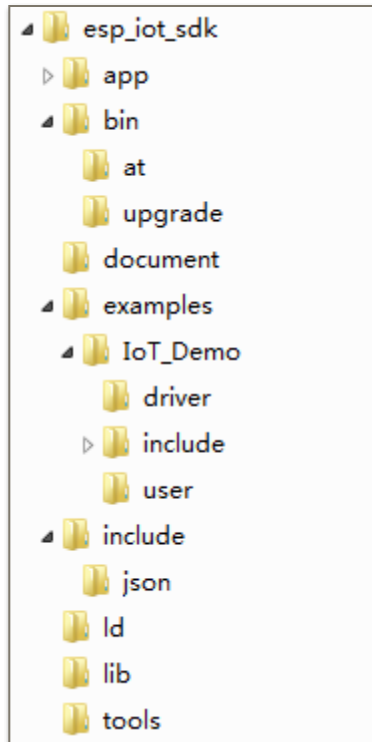 esp_iot_sdk
app
bin
at
upgrade
document
examples
IoT_Demo
driver
include
user
include
json
ld
lib
tools